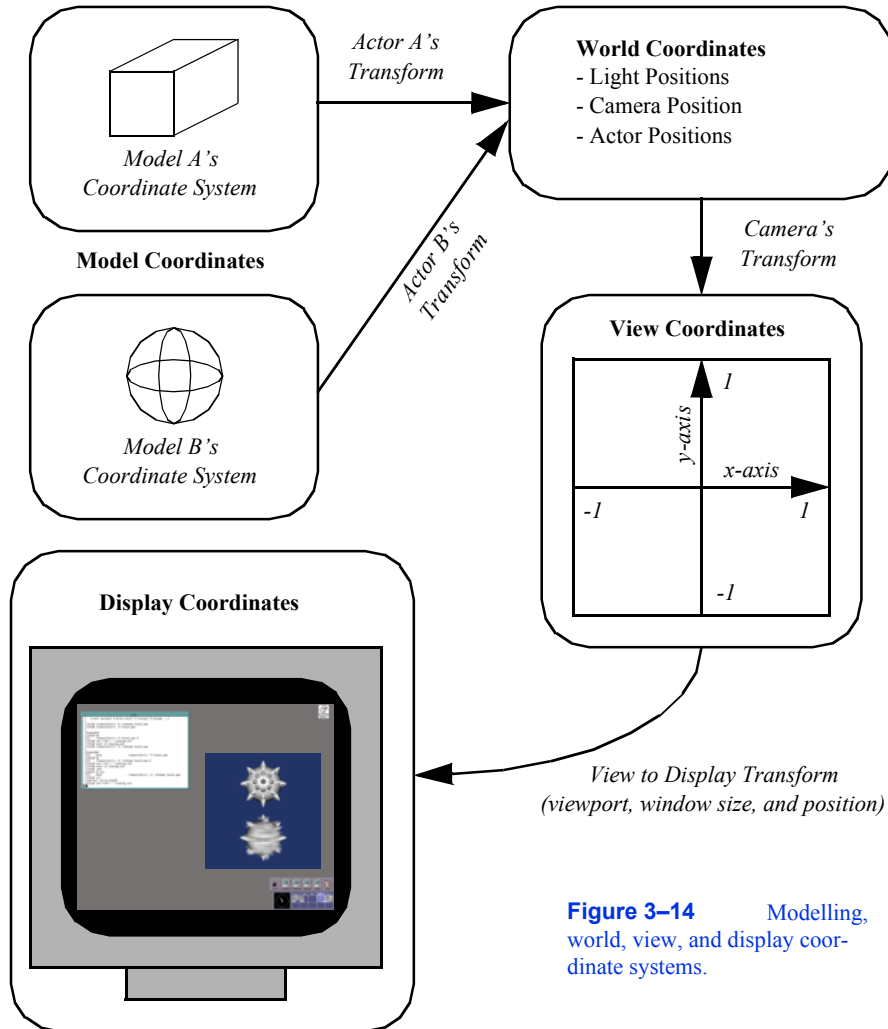 Actor A's
Transform
World Coordinates
- Light Positions
- Camera Position
- Actor Positions
Model A's
Coordinate System
Model Coordinates
Actor B's
Transform
Camera's
Transform
Model B's
Coordinate System
View Coordinates
1
y-axis
x-axis
-1
1
-1
Display Coordinates
View to Display Transform
(viewport, window size, and position)
Figure 3–14 Modelling,
world, view, and display coor-
dinate systems.